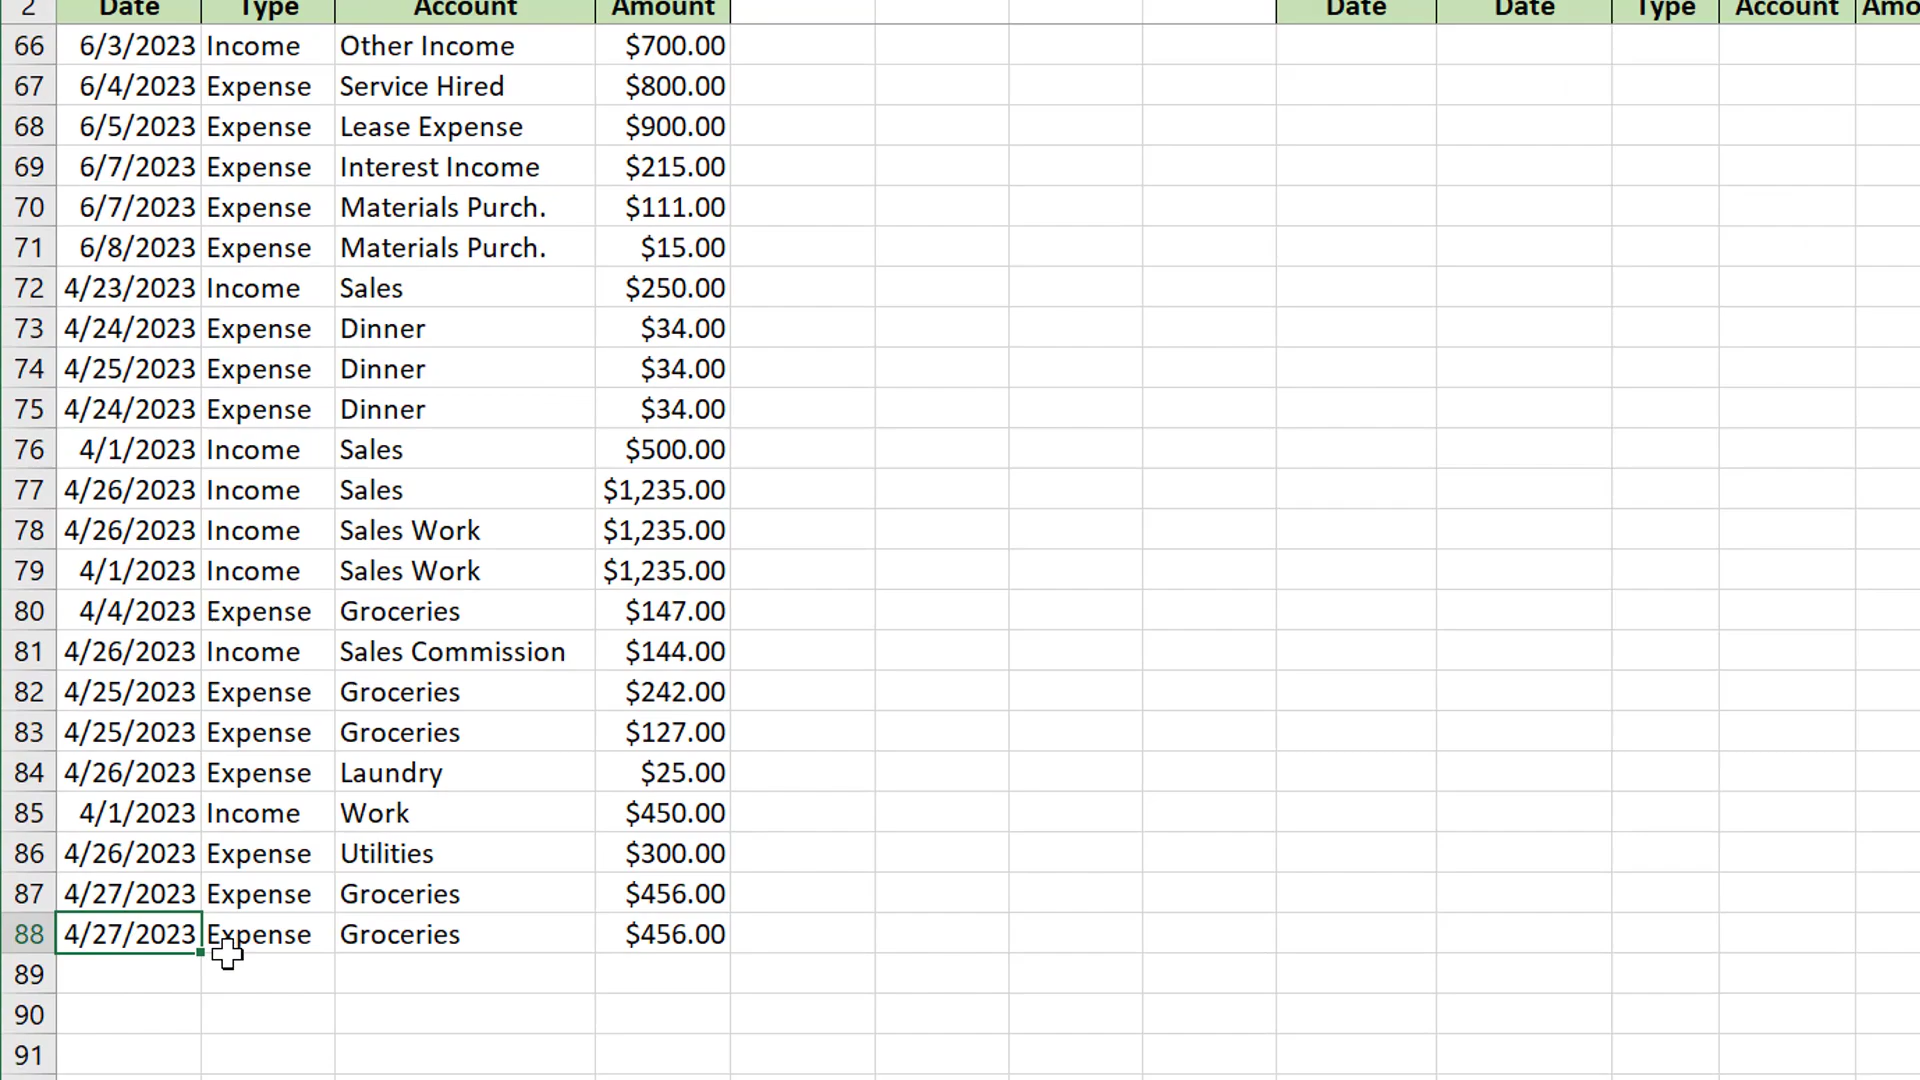 2 Date Type Account Amount Date Date Type Account Amo
66 6/3/2023 Income Other Income $700.00
67 6/4/2023 Expense Service Hired $800.00
68 6/5/2023 Expense Lease Expense $900.00
69 6/7/2023 Expense Interest Income $215.00
70 6/7/2023 Expense Materials Purch. $111.00
71 6/8/2023 Expense Materials Purch. $15.00
72 4/23/2023 Income Sales $250.00
73 4/24/2023 Expense Dinner $34.00
74 4/25/2023 Expense Dinner $34.00
75 4/24/2023 Expense Dinner $34.00
76 4/1/2023 Income Sales $500.00
77 4/26/2023 Income Sales $1,235.00
78 4/26/2023 Income Sales Work $1,235.00
79 4/1/2023 Income Sales Work $1,235.00
80 4/4/2023 Expense Groceries $147.00
81 4/26/2023 Income Sales Commission $144.00
82 4/25/2023 Expense Groceries $242.00
83 4/25/2023 Expense Groceries $127.00
84 4/26/2023 Expense Laundry $25.00
85 4/1/2023 Income Work $450.00
86 4/26/2023 Expense Utilities $300.00
87 4/27/2023 Expense Groceries $456.00
88 4/27/2023 Expense Groceries $456.00
89
90
91